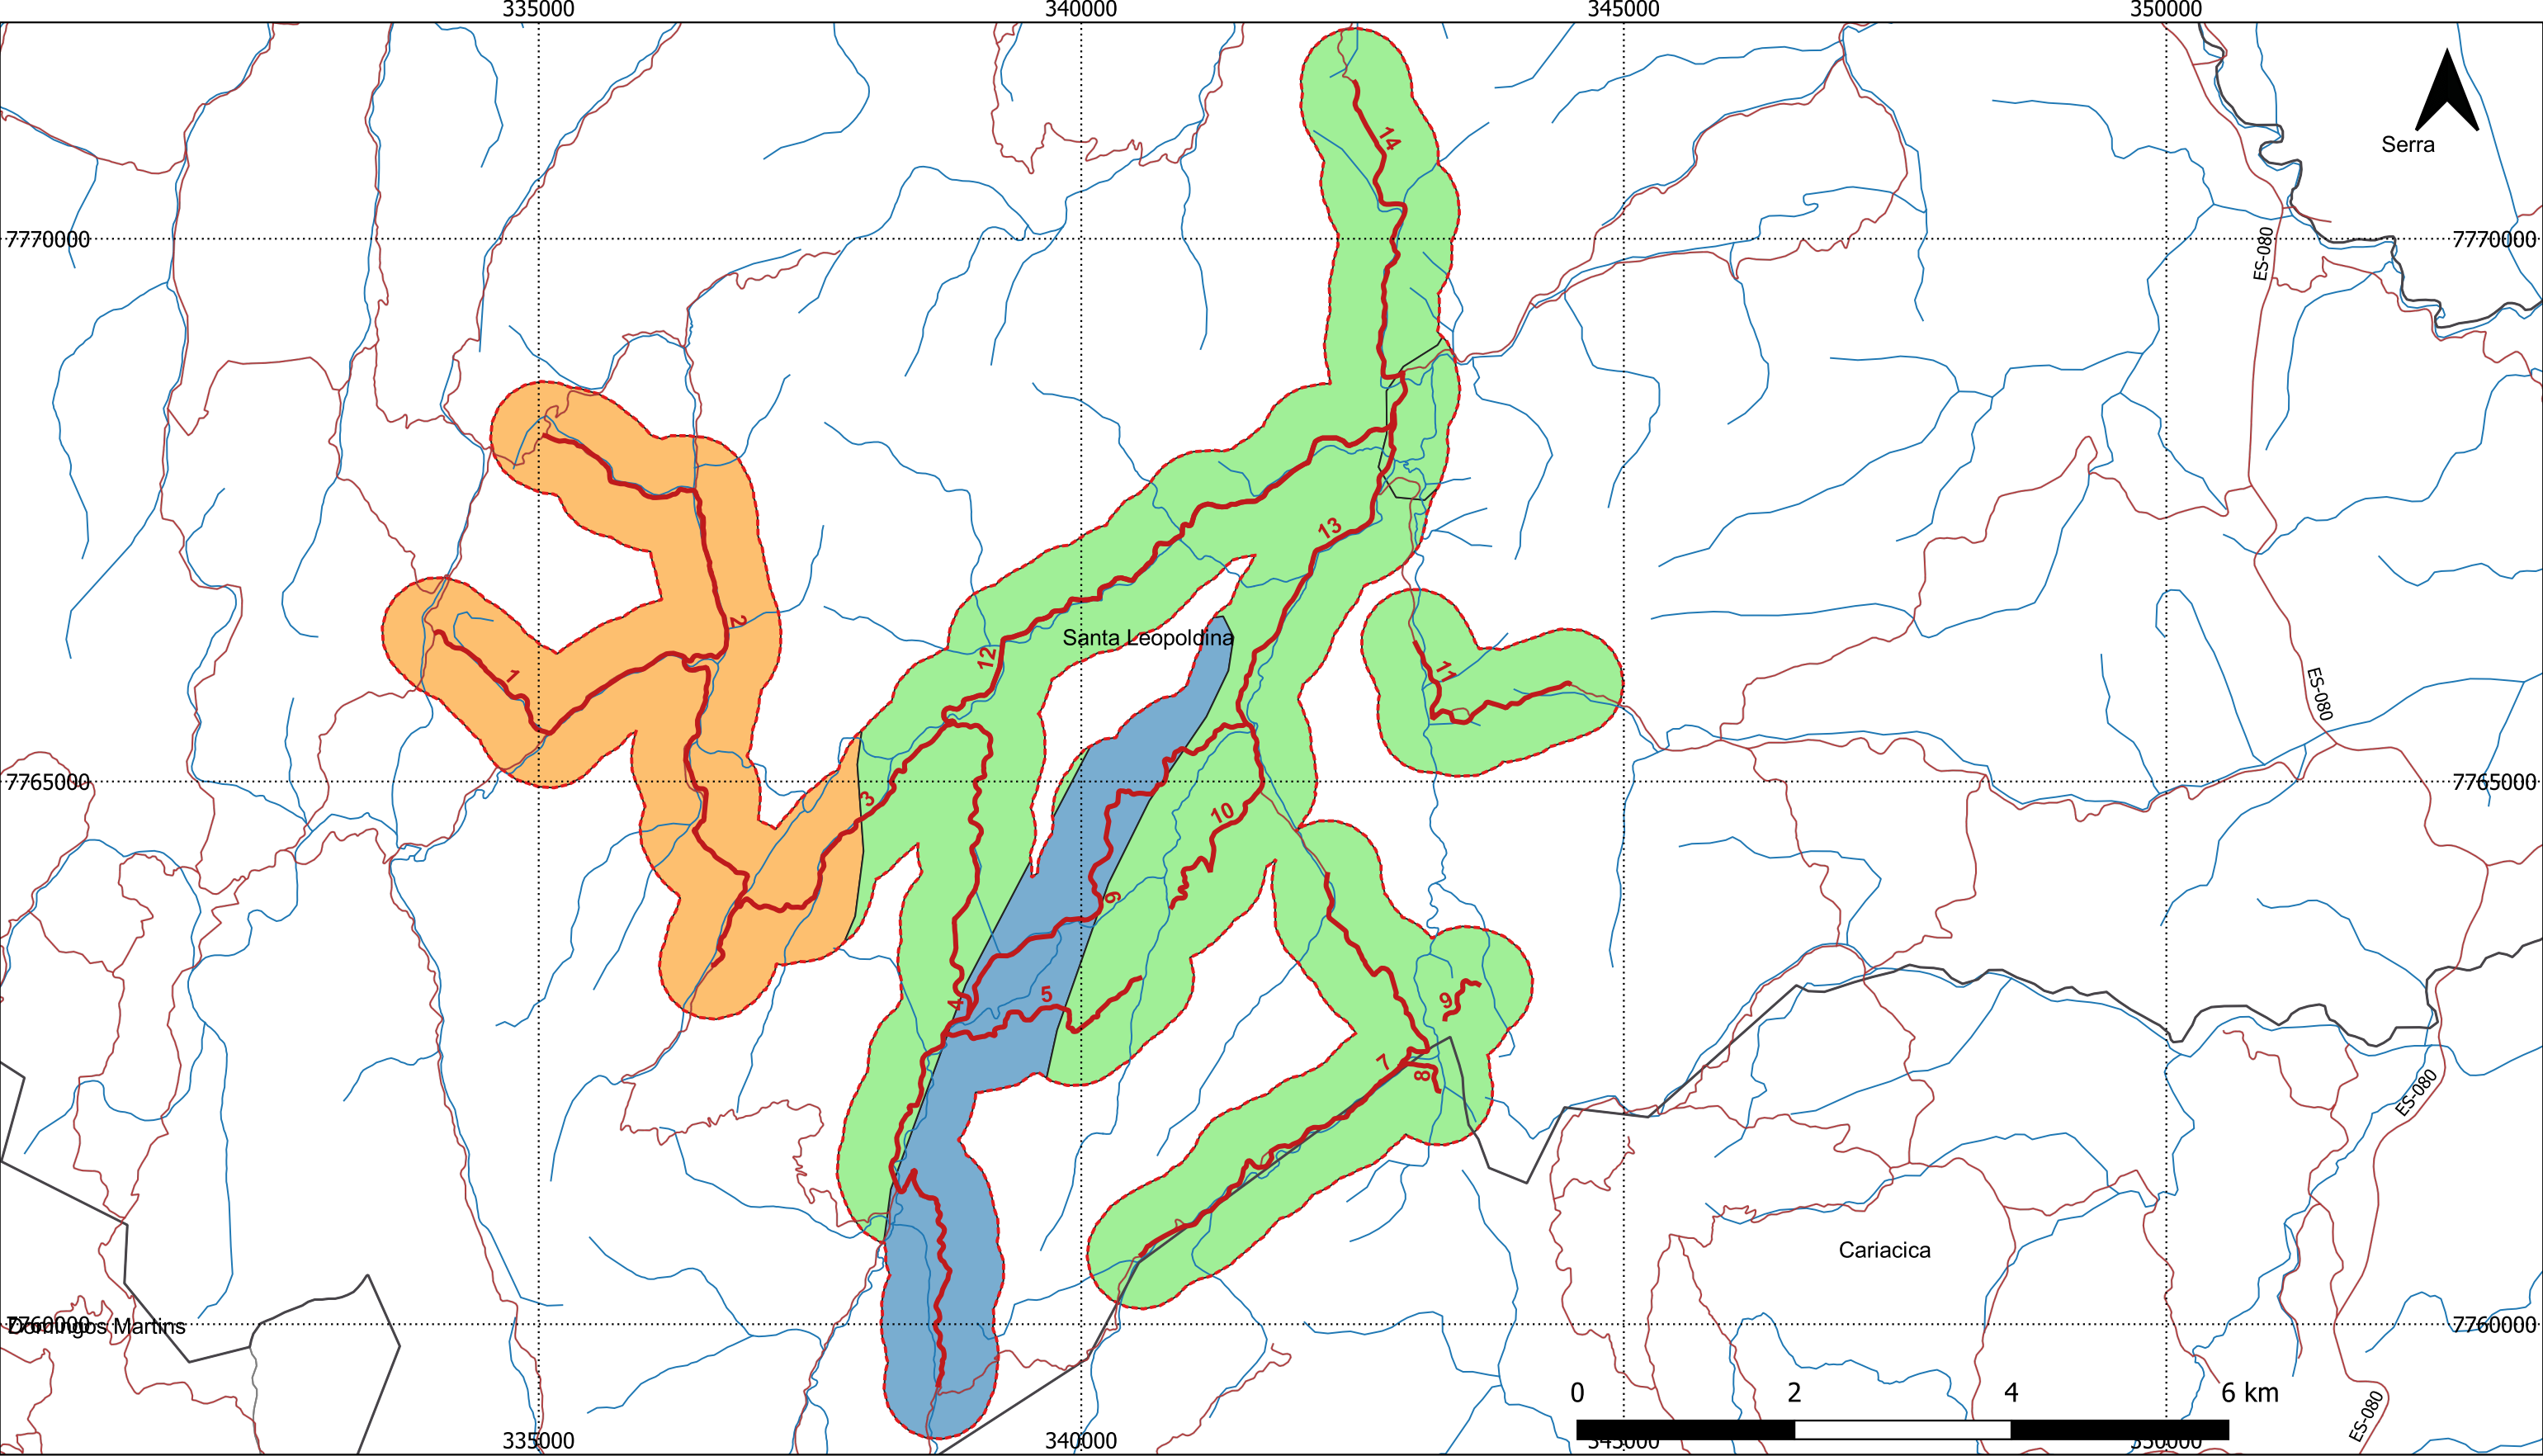 335000 340000 345000 350000
Serra
14
7770000 7770000
ES-080
13
2
Santa Leopoldina
12
1
11
ES-080
7765000 7765000
3
10
6
5
4
9
7
8
ES-080
Cariacica
7760000 7760000
Domingos Martins
0 2 4 6 km
ES-080
335000 340000 345000 350000